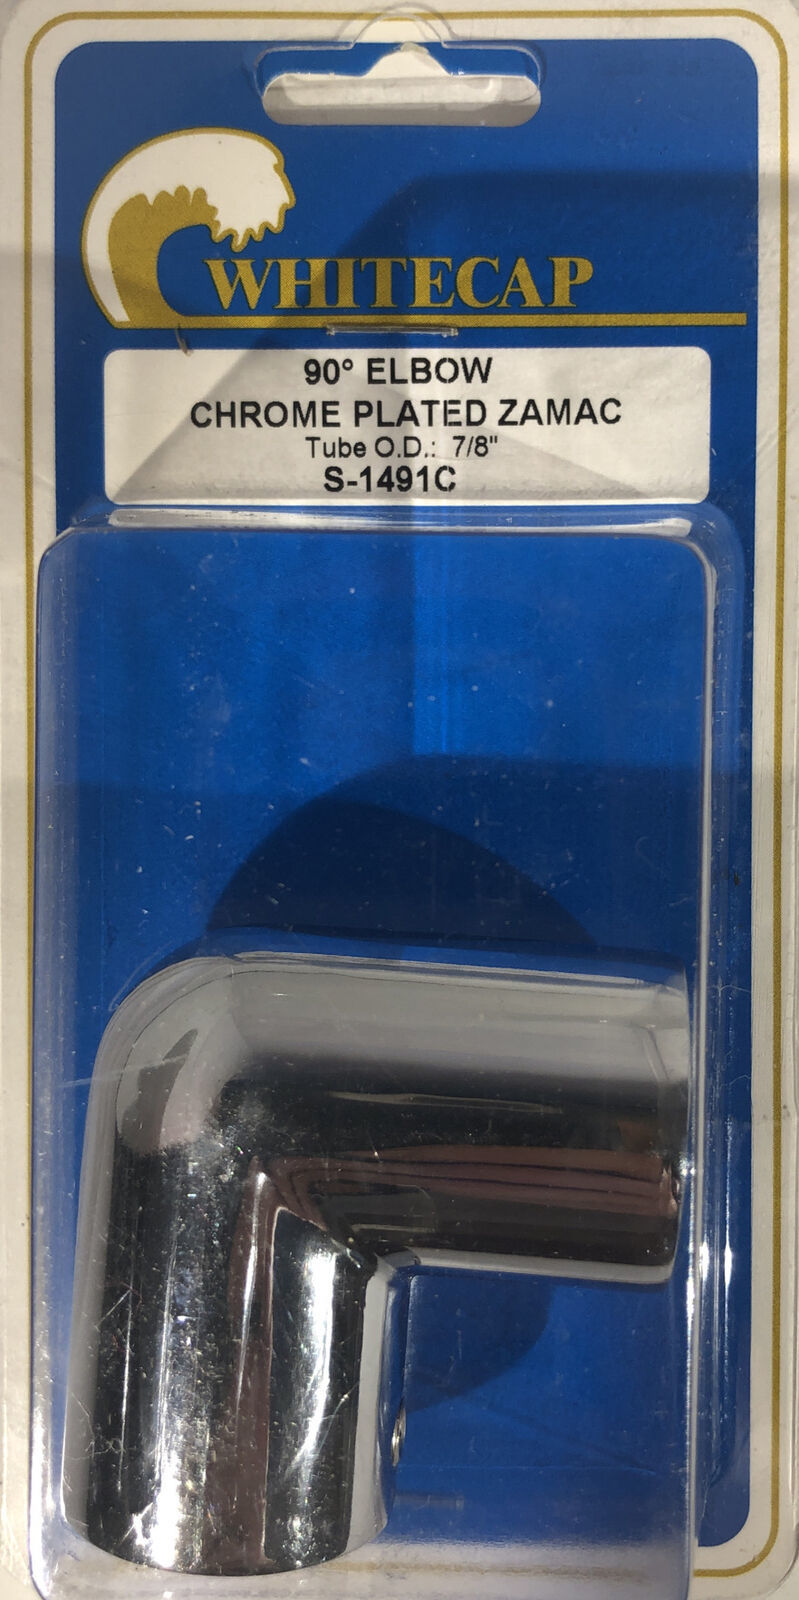 WHITECAP
90° ELBOW
CHROME PLATED ZAMAC
Tube O.D.: 7/8"
S-1491C